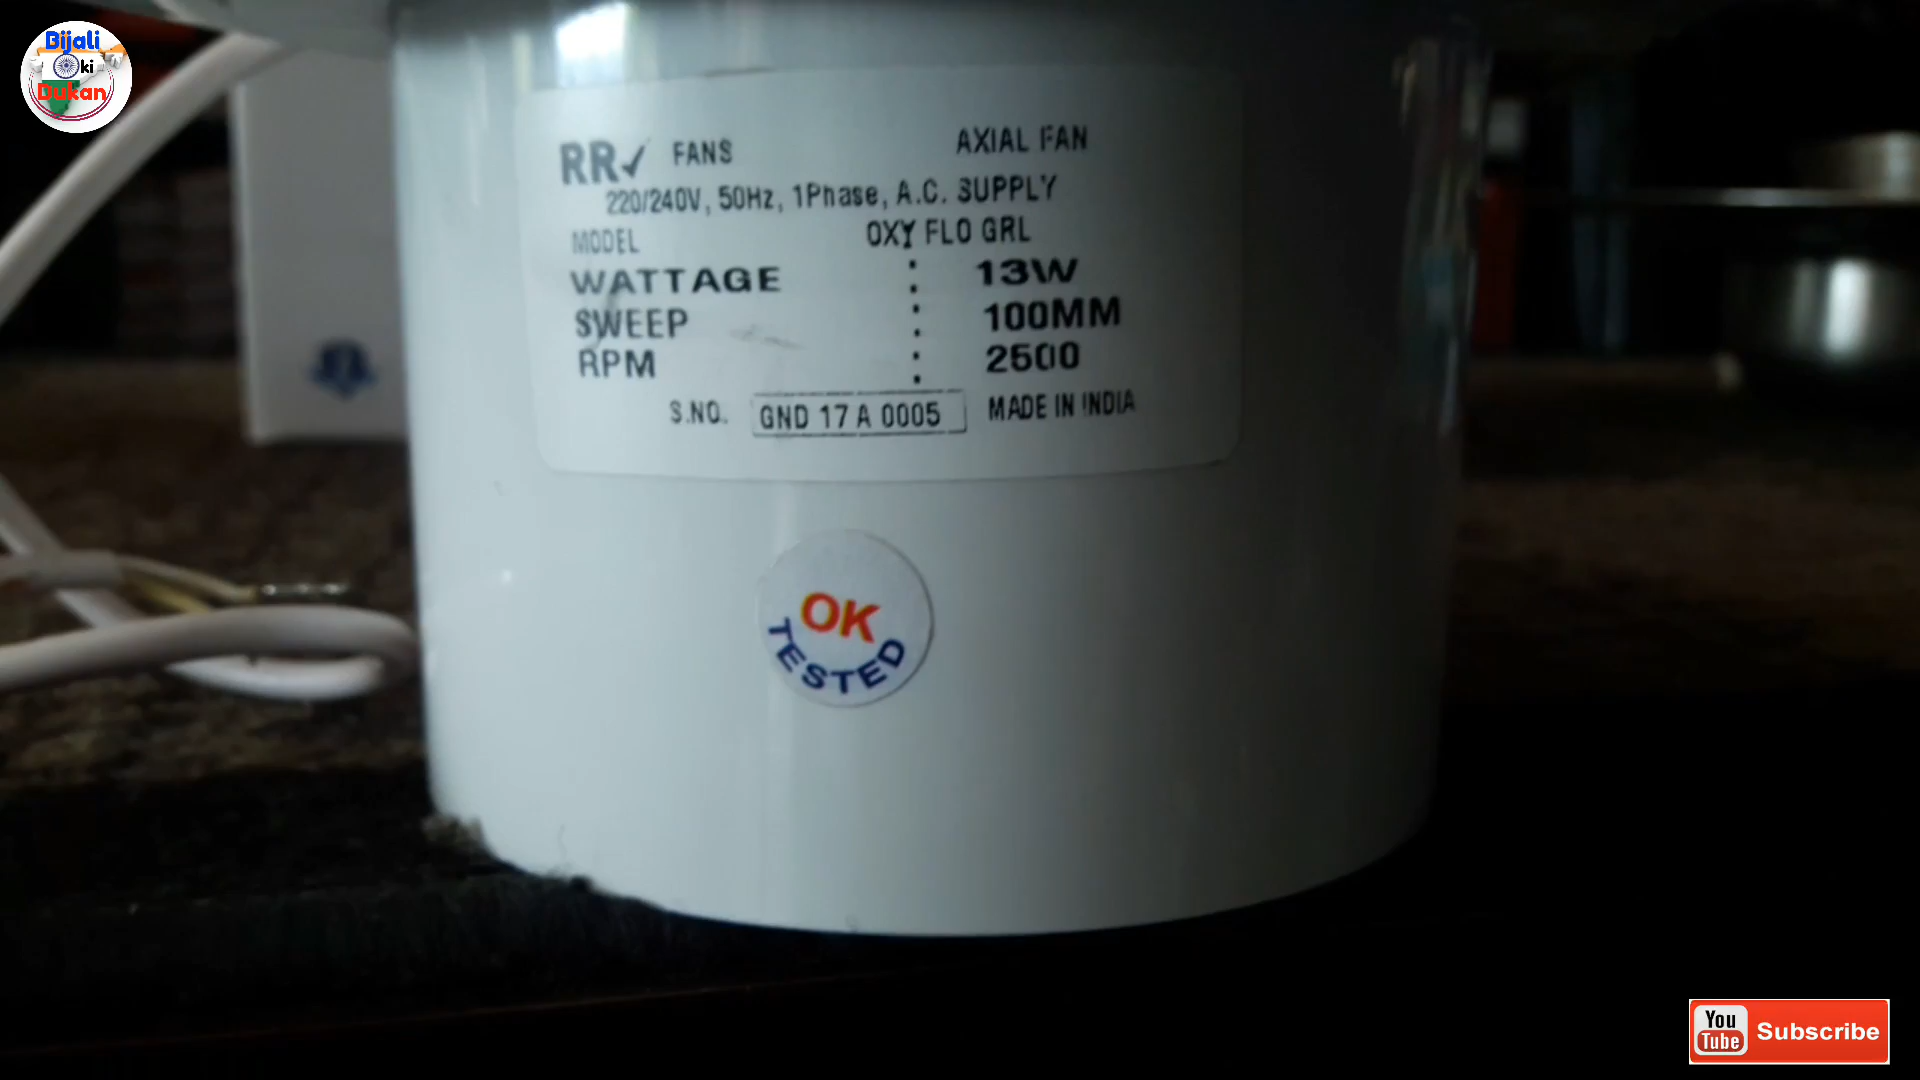 Bijali
ki
Dukan
RR✓ FANS AXIAL FAN
220/240V, 50Hz, 1Phase, A.C. SUPPLY
MODEL OXY FLO GRL
WATTAGE : 13W
SWEEP : 100MM
RPM : 2500
S.NO. GND 17 A 0005 MADE IN INDIA
OK
TESTED
You
Tube Subscribe